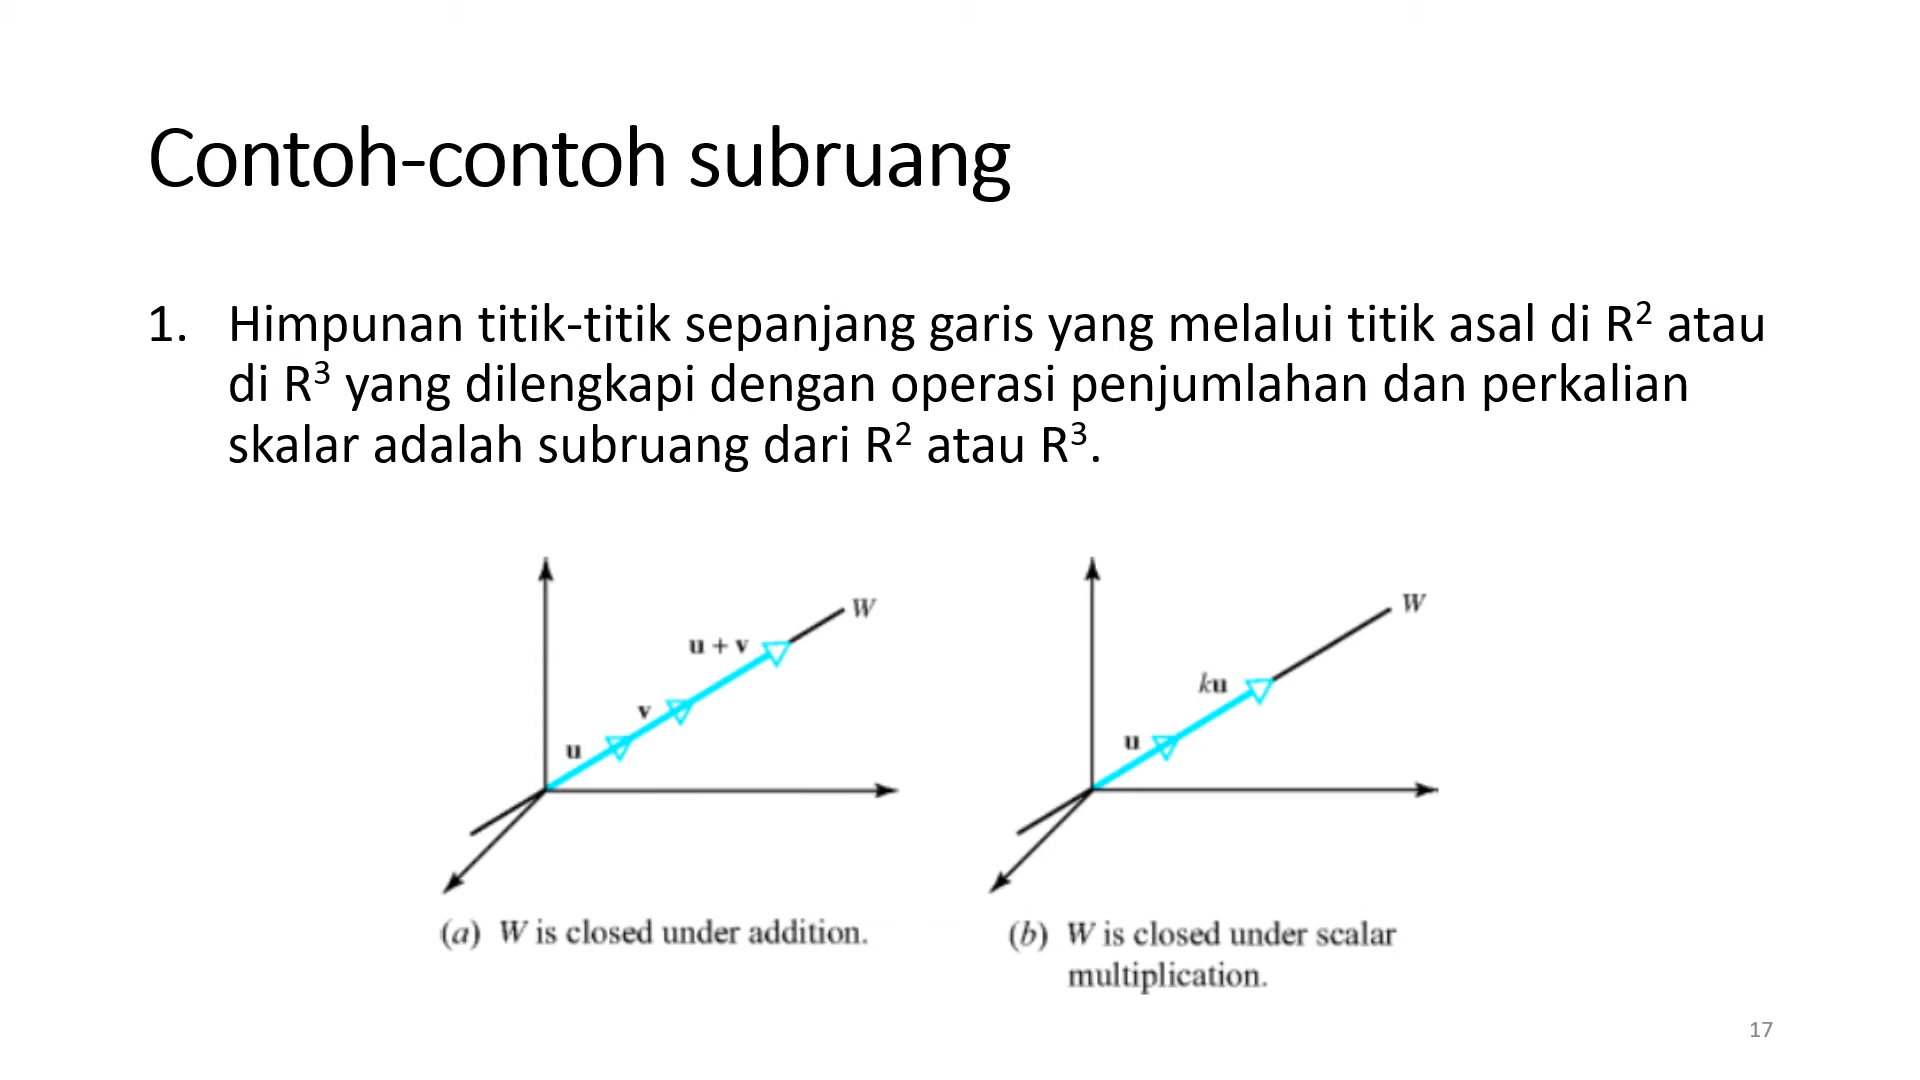 Contoh-contoh subruang
1. Himpunan titik-titik sepanjang garis yang melalui titik asal di R² atau
di R³ yang dilengkapi dengan operasi penjumlahan dan perkalian
skalar adalah subruang dari R² atau R³.
W
u + v
v
u
(a) W is closed under addition.
W
ku
u
(b) W is closed under scalar
multiplication.
17